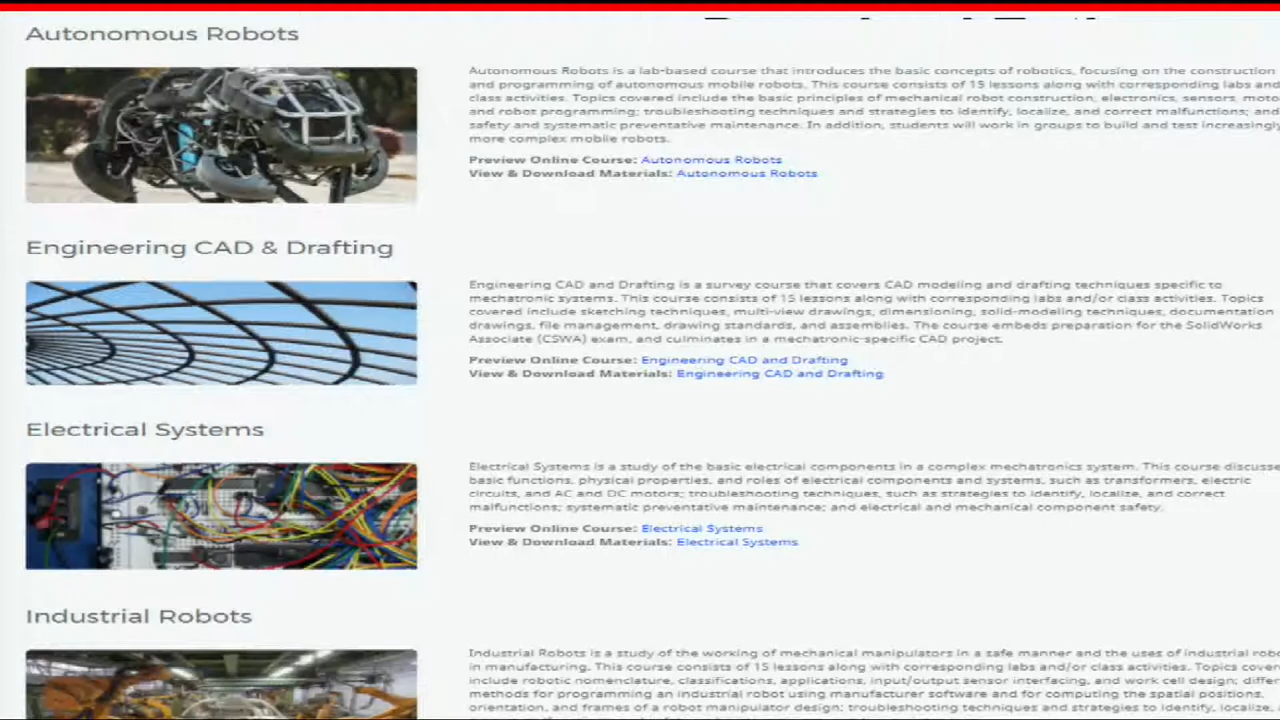 Autonomous Robots
Autonomous Robots is a lab-based course that introduces the basic concepts of robotics, focusing on the construction
and programming of autonomous mobile robots. This course consists of 15 lessons along with corresponding labs and
class activities. Topics covered include the basic principles of mechanical robot construction, electronics, sensors, moto
and robot programming; troubleshooting techniques and strategies to identify, localize, and correct malfunctions; and
safety and systematic preventative maintenance. In addition, students will work in groups to build and test increasingly
more complex mobile robots.
Preview Online Course: Autonomous Robots
View & Download Materials: Autonomous Robots
Engineering CAD & Drafting
Engineering CAD and Drafting is a survey course that covers CAD modeling and drafting techniques specific to
mechatronic systems. This course consists of 15 lessons along with corresponding labs and/or class activities. Topics
covered include sketching techniques, multi-view drawings, dimensioning, solid-modeling techniques, documentation
drawings, file management, drawing standards, and assemblies. The course embeds preparation for the SolidWorks
Associate (CSWA) exam, and culminates in a mechatronic-specific CAD project.
Preview Online Course: Engineering CAD and Drafting
View & Download Materials: Engineering CAD and Drafting
Electrical Systems
Electrical Systems is a study of the basic electrical components in a complex mechatronics system. This course discusse
basic functions, physical properties, and roles of electrical components and systems, such as transformers, electric
circuits, and AC and DC motors; troubleshooting techniques, such as strategies to identify, localize, and correct
malfunctions; systematic preventative maintenance; and electrical and mechanical component safety.
Preview Online Course: Electrical Systems
View & Download Materials: Electrical Systems
Industrial Robots
Industrial Robots is a study of the working of mechanical manipulators in a safe manner and the uses of industrial robo
in manufacturing. This course consists of 15 lessons along with corresponding labs and/or class activities. Topics cover
include robotic nomenclature, classifications, applications, input/output sensor interfacing, and work cell design; differ
methods for programming an industrial robot using manufacturer software and for computing the spatial positions,
orientation, and frames of a robot manipulator design; troubleshooting techniques and strategies to identify, localize,